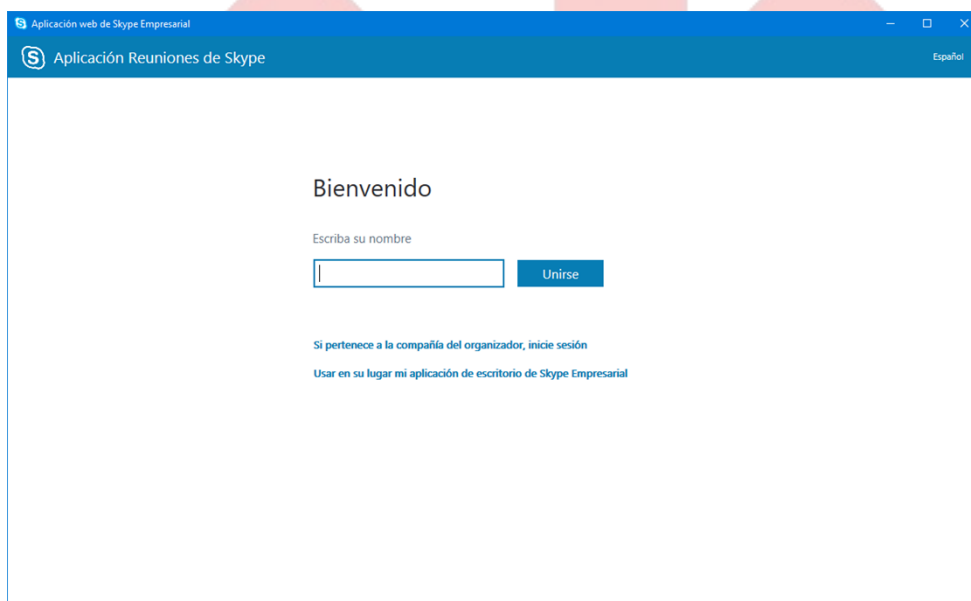 Aplicación web de Skype Empresarial
Aplicación Reuniones de Skype
Español
Bienvenido
Escriba su nombre
Unirse
Si pertenece a la compañía del organizador, inicie sesión
Usar en su lugar mi aplicación de escritorio de Skype Empresarial